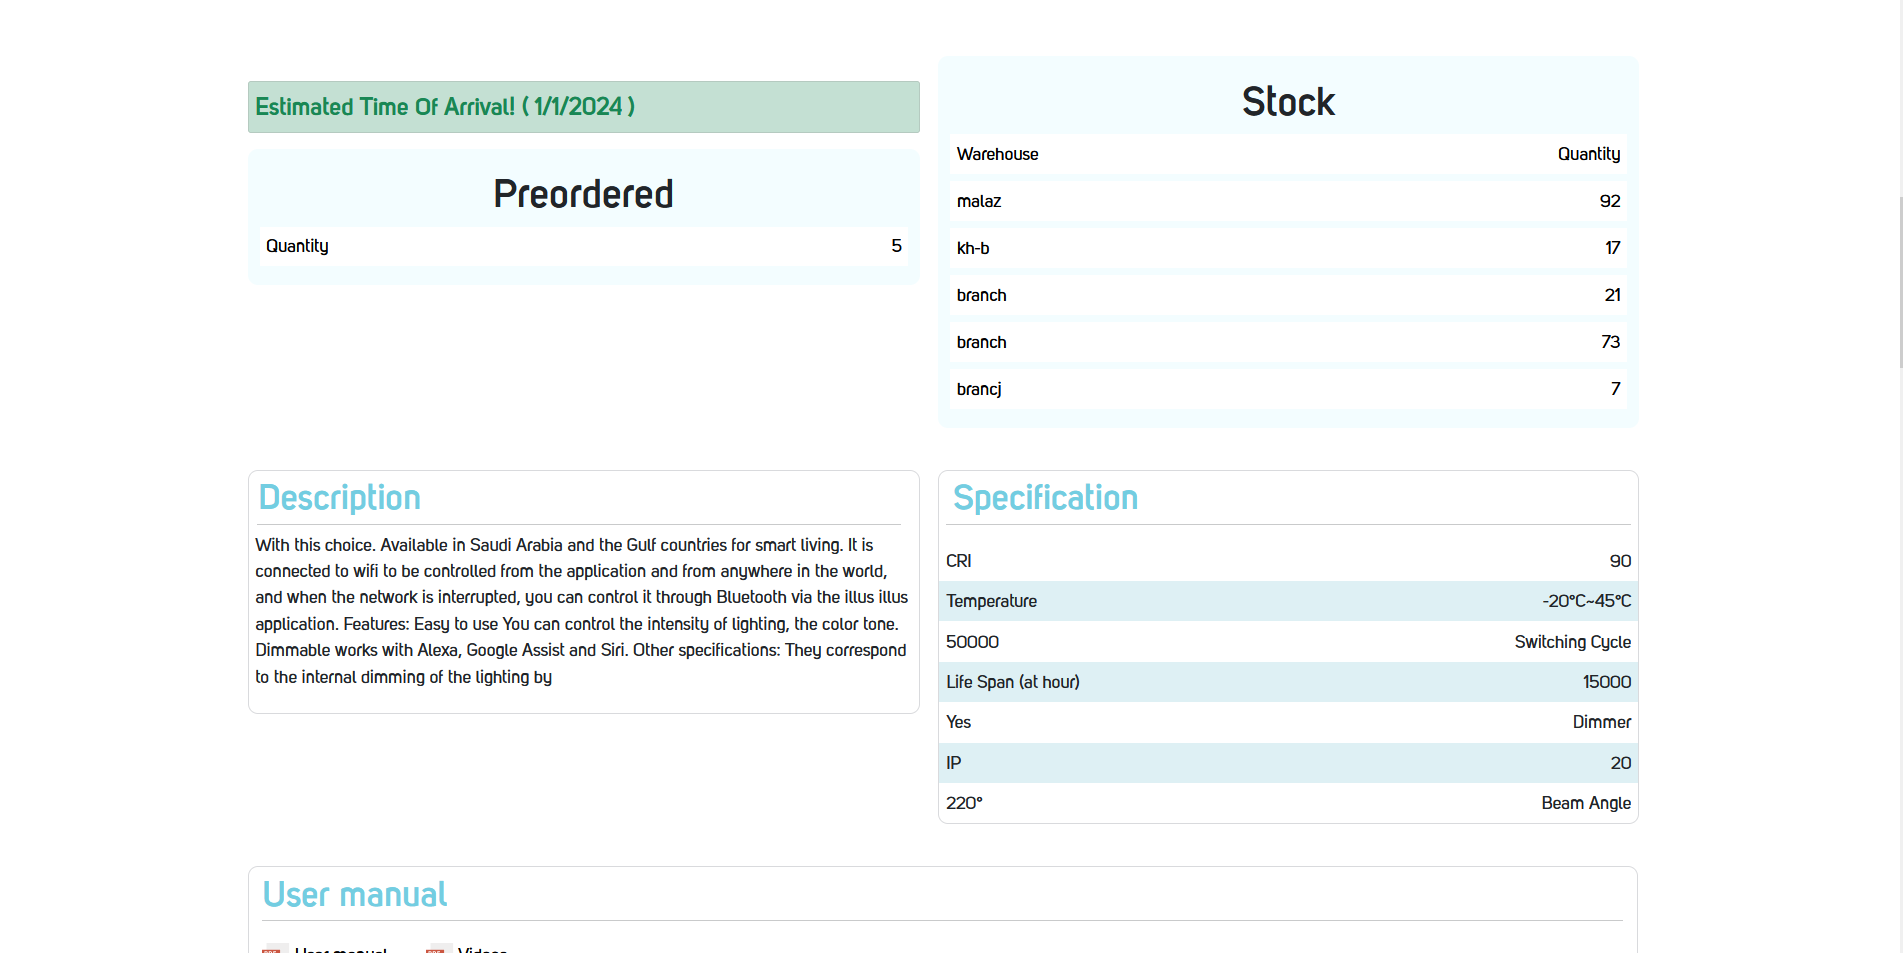 Estimated Time Of Arrival! ( 1/1/2024 )
Preordered
Quantity 5
Stock
Warehouse Quantity
malaz 92
kh-b 17
branch 21
branch 73
brancj 7
Description
With this choice. Available in Saudi Arabia and the Gulf countries for smart living. It is
connected to wifi to be controlled from the application and from anywhere in the world,
and when the network is interrupted, you can control it through Bluetooth via the illus illus
application. Features: Easy to use You can control the intensity of lighting, the color tone.
Dimmable works with Alexa, Google Assist and Siri. Other specifications: They correspond
to the internal dimming of the lighting by
Specification
CRI 90
Temperature -20°C~45°C
50000 Switching Cycle
Life Span (at hour) 15000
Yes Dimmer
IP 20
220° Beam Angle
User manual
User manual Videos